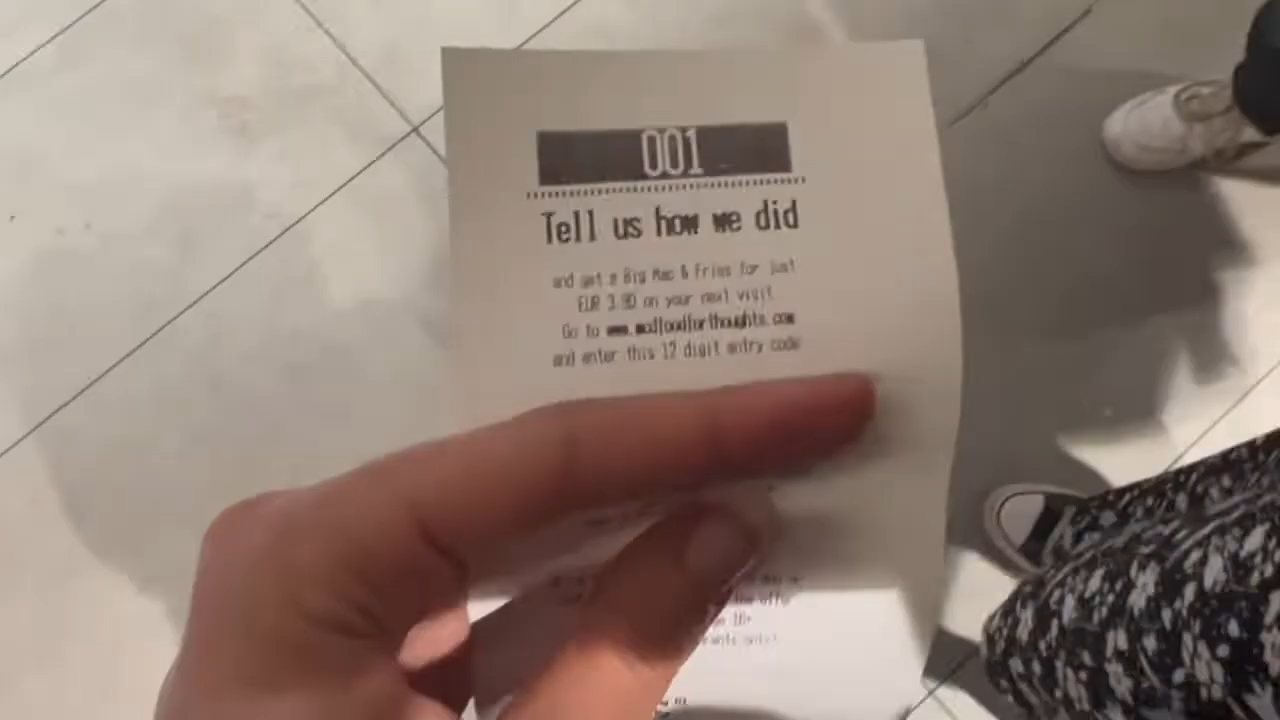 001
Tell us how we did
and get a Big Mac & Fries for just
EUR 3.90 on your next visit
Go to www.mcdfoodforthoughts.com
and enter this 12 digit entry code
18+